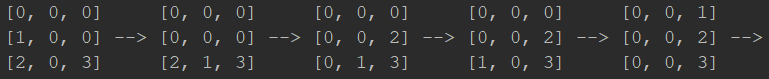 [0, 0, 0]     [0, 0, 0]     [0, 0, 0]     [0, 0, 0]     [0, 0, 1]
[1, 0, 0] --> [0, 0, 0] --> [0, 0, 2] --> [0, 0, 2] --> [0, 0, 2] -->
[2, 0, 3]     [2, 1, 3]     [0, 1, 3]     [1, 0, 3]     [0, 0, 3]